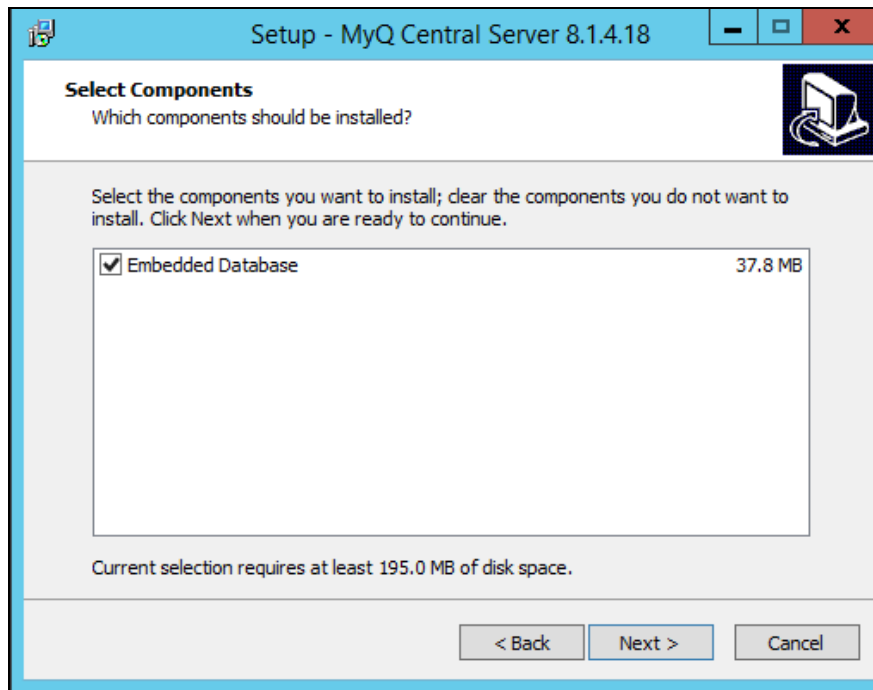 Setup - MyQ Central Server 8.1.4.18
Select Components
Which components should be installed?
Select the components you want to install; clear the components you do not want to
install. Click Next when you are ready to continue.
Embedded Database 37.8 MB
Current selection requires at least 195.0 MB of disk space.
< Back Next > Cancel